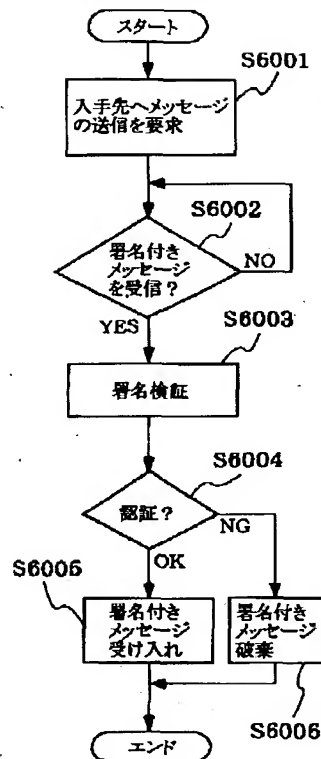 スタート
S6001
入手先へメッセージ
の送信を要求
S6002
署名付き
メッセージ
を受信?
NO
YES
S6003
署名検証
S6004
認証?
NG
OK
S6005
署名付き
メッセージ
受け入れ
署名付き
メッセージ
破棄
S6006
エンド